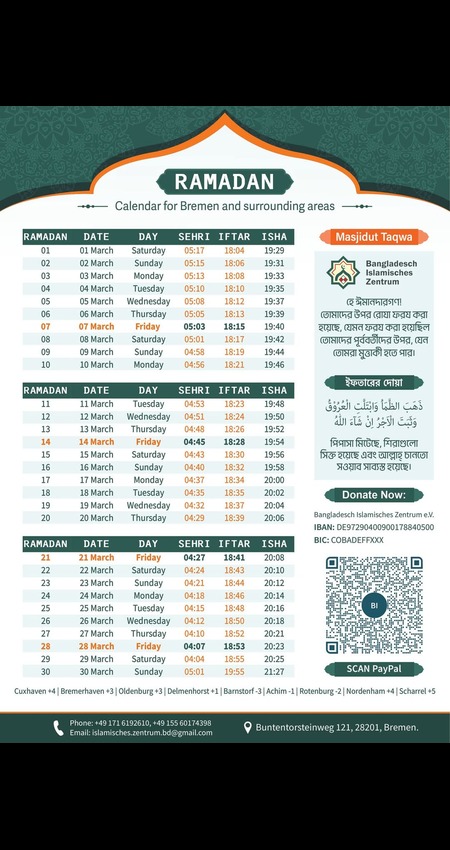 RAMADAN
Calendar for Bremen and surrounding areas
RAMADAN DATE DAY SEHRI IFTAR ISHA
01 01 March Saturday 05:17 18:04 19:29
02 02 March Sunday 05:15 18:06 19:31
03 03 March Monday 05:13 18:08 19:33
04 04 March Tuesday 05:10 18:10 19:35
05 05 March Wednesday 05:08 18:12 19:37
06 06 March Thursday 05:05 18:13 19:39
07 07 March Friday 05:03 18:15 19:40
08 08 March Saturday 05:01 18:17 19:42
09 09 March Sunday 04:58 18:19 19:44
10 10 March Monday 04:56 18:21 19:46
RAMADAN DATE DAY SEHRI IFTAR ISHA
11 11 March Tuesday 04:53 18:23 19:48
12 12 March Wednesday 04:51 18:24 19:50
13 13 March Thursday 04:48 18:26 19:52
14 14 March Friday 04:45 18:28 19:54
15 15 March Saturday 04:43 18:30 19:56
16 16 March Sunday 04:40 18:32 19:58
17 17 March Monday 04:37 18:34 20:00
18 18 March Tuesday 04:35 18:35 20:02
19 19 March Wednesday 04:32 18:37 20:04
20 20 March Thursday 04:29 18:39 20:06
RAMADAN DATE DAY SEHRI IFTAR ISHA
21 21 March Friday 04:27 18:41 20:08
22 22 March Saturday 04:24 18:43 20:10
23 23 March Sunday 04:21 18:44 20:12
24 24 March Monday 04:18 18:46 20:14
25 25 March Tuesday 04:15 18:48 20:16
26 26 March Wednesday 04:12 18:50 20:18
27 27 March Thursday 04:10 18:52 20:21
28 28 March Friday 04:07 18:53 20:23
29 29 March Saturday 04:04 18:55 20:25
30 30 March Sunday 05:01 19:55 21:27
Masjidut Taqwa
Bangladesch
Islamisches
Zentrum
হে ঈমানদারগণ!
তোমাদের উপর রোযা ফরয করা
হয়েছে, যেমন ফরয করা হয়েছিল
তোমাদের পূর্ববর্তীদের উপর, যেন
তোমরা মুত্তাকী হতে পার।
ইফতারের দোয়া
ذَهَبَ الظَّمَأُ وَابْتَلَّتِ الْعُرُوْقُ
وَثَبَتَ الْأَجْرُ إِنْ شَاءَ اللّٰهُ
পিপাসা মিটেছে, শিরাগুলো
সিক্ত হয়েছে এবং আল্লাহ্‌ চানতো
সওয়াব সাব্যস্ত হয়েছে।
Donate Now:
Bangladesch Islamisches Zentrum e.V.
IBAN: DE97290400900178840500
BIC: COBADEFFXXX
BI
SCAN PayPal
Cuxhaven +4 | Bremerhaven +3 | Oldenburg +3 | Delmenhorst +1 | Barnstorf -3 | Achim -1 | Rotenburg -2 | Nordenham +4 | Scharrel +5
Phone: +49 171 6192610, +49 155 60174398
Email: islamisches.zentrum.bd@gmail.com
Buntentorsteinweg 121, 28201, Bremen.